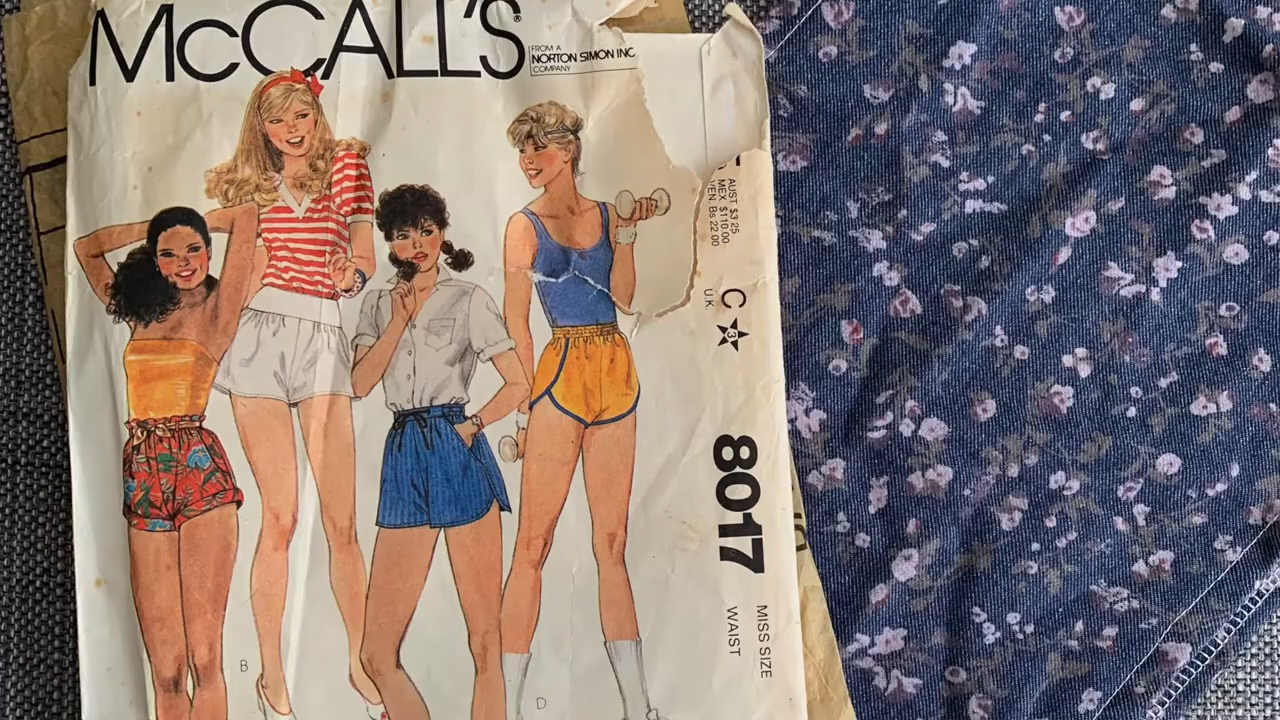 McCALL'S®
FROM A
NORTON SIMON INC
COMPANY
AUST. $3.25
MEX. $110.00
VEN. Bs 22.00
C
U.K.
3
8017
MISS SIZE
WAIST
B
D